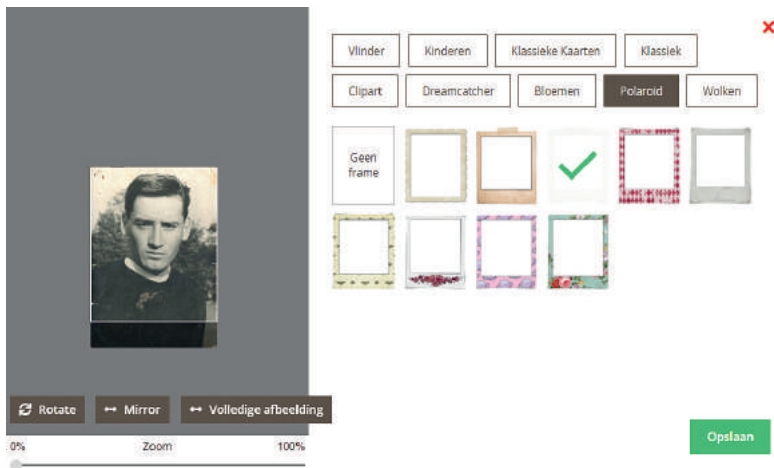 Vlinder Kinderen Klassieke Kaarten Klassiek
Clipart Dreamcatcher Bloemen Polaroid Wolken
Geen
frame
Rotate Mirror Volledige afbeelding
0% Zoom 100%
Opslaan